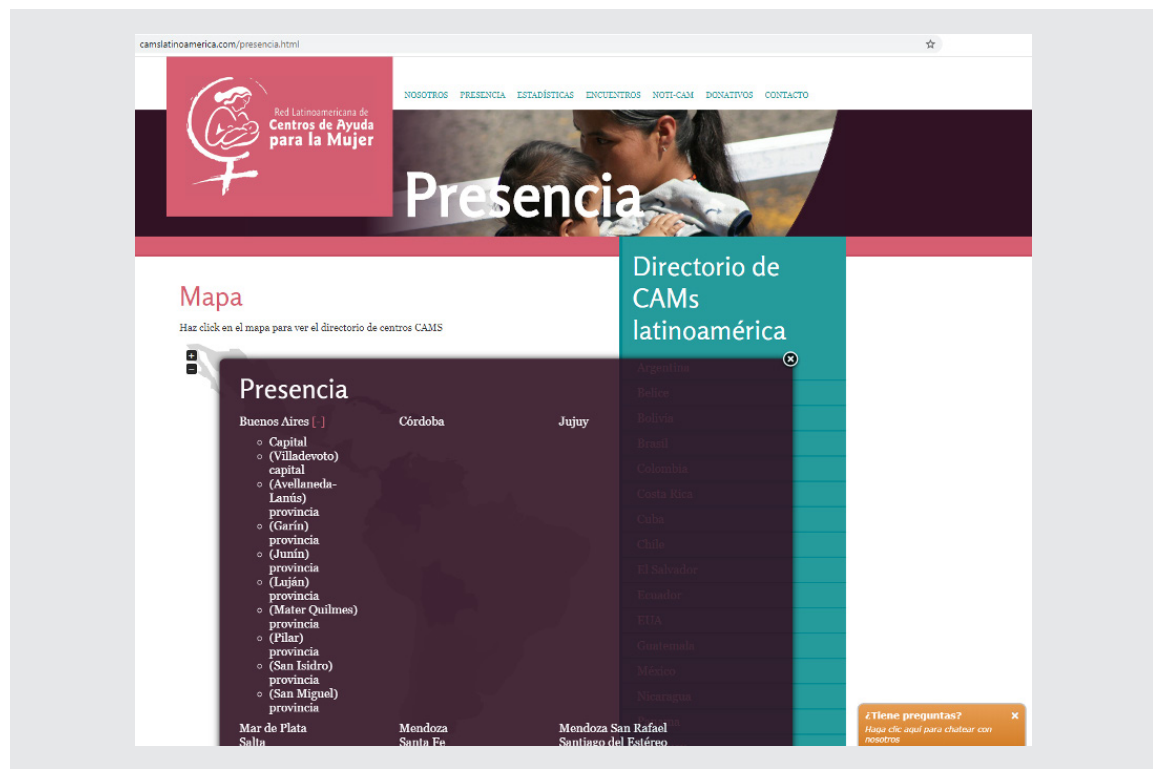 camslatinoamerica.com/presencia.html
Red Latinoamericana de
Centros de Ayuda
para la Mujer
NOSOTROS PRESENCIA ESTADÍSTICAS ENCUENTROS NOTI-CAM DONATIVOS CONTACTO
Presencia
Mapa
Haz click en el mapa para ver el directorio de centros CAMS
+
−
Directorio de
CAMs
latinoamérica
Argentina
Belice
Bolivia
Brasil
Colombia
Costa Rica
Cuba
Chile
El Salvador
Ecuador
EUA
Guatemala
México
Nicaragua
Presencia
Buenos Aires [-] Córdoba Jujuy
Capital
(Villadevoto)
capital
(Avellaneda-
Lanús)
provincia
(Garín)
provincia
(Junín)
provincia
(Luján)
provincia
(Mater Quilmes)
provincia
(Pilar)
provincia
(San Isidro)
provincia
(San Miguel)
provincia
Mar de Plata Mendoza Mendoza San Rafael
Salta Santa Fe Santiago del Estéreo
¿Tiene preguntas? ×
Haga clic aquí para chatear con
nosotros